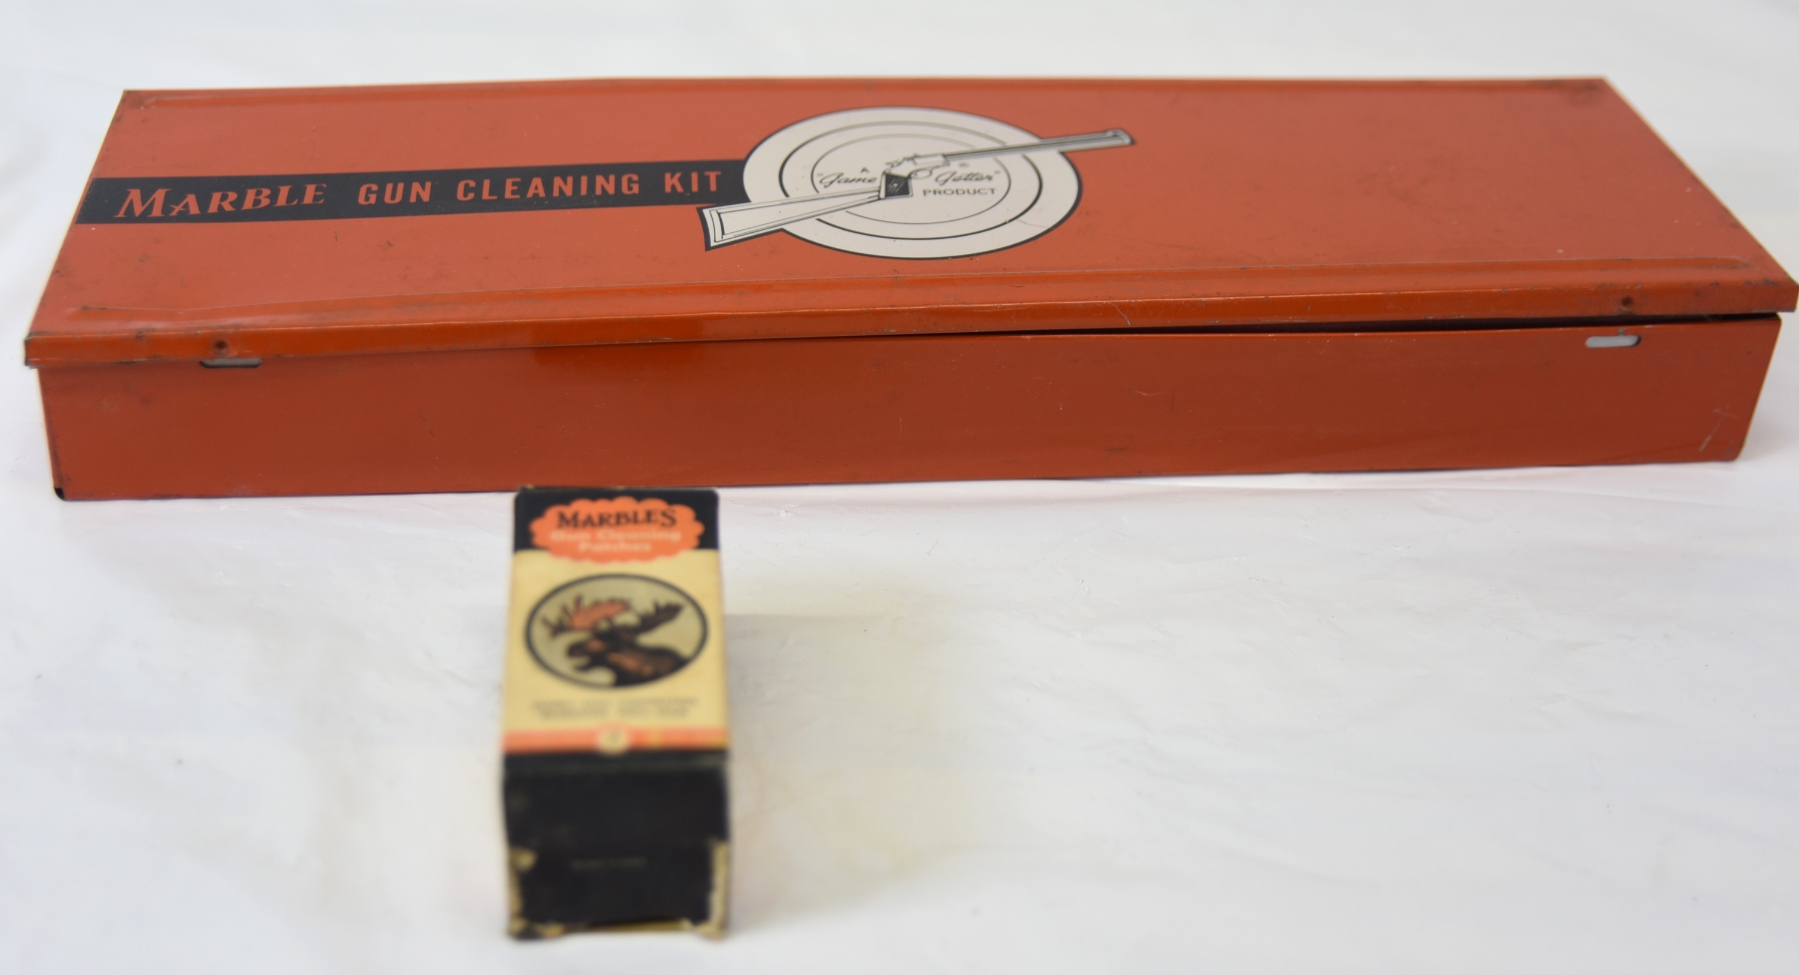 MARBLE GUN CLEANING KIT
A
"Game Getter"
PRODUCT
MARBLES
Gun Cleaning
Patches